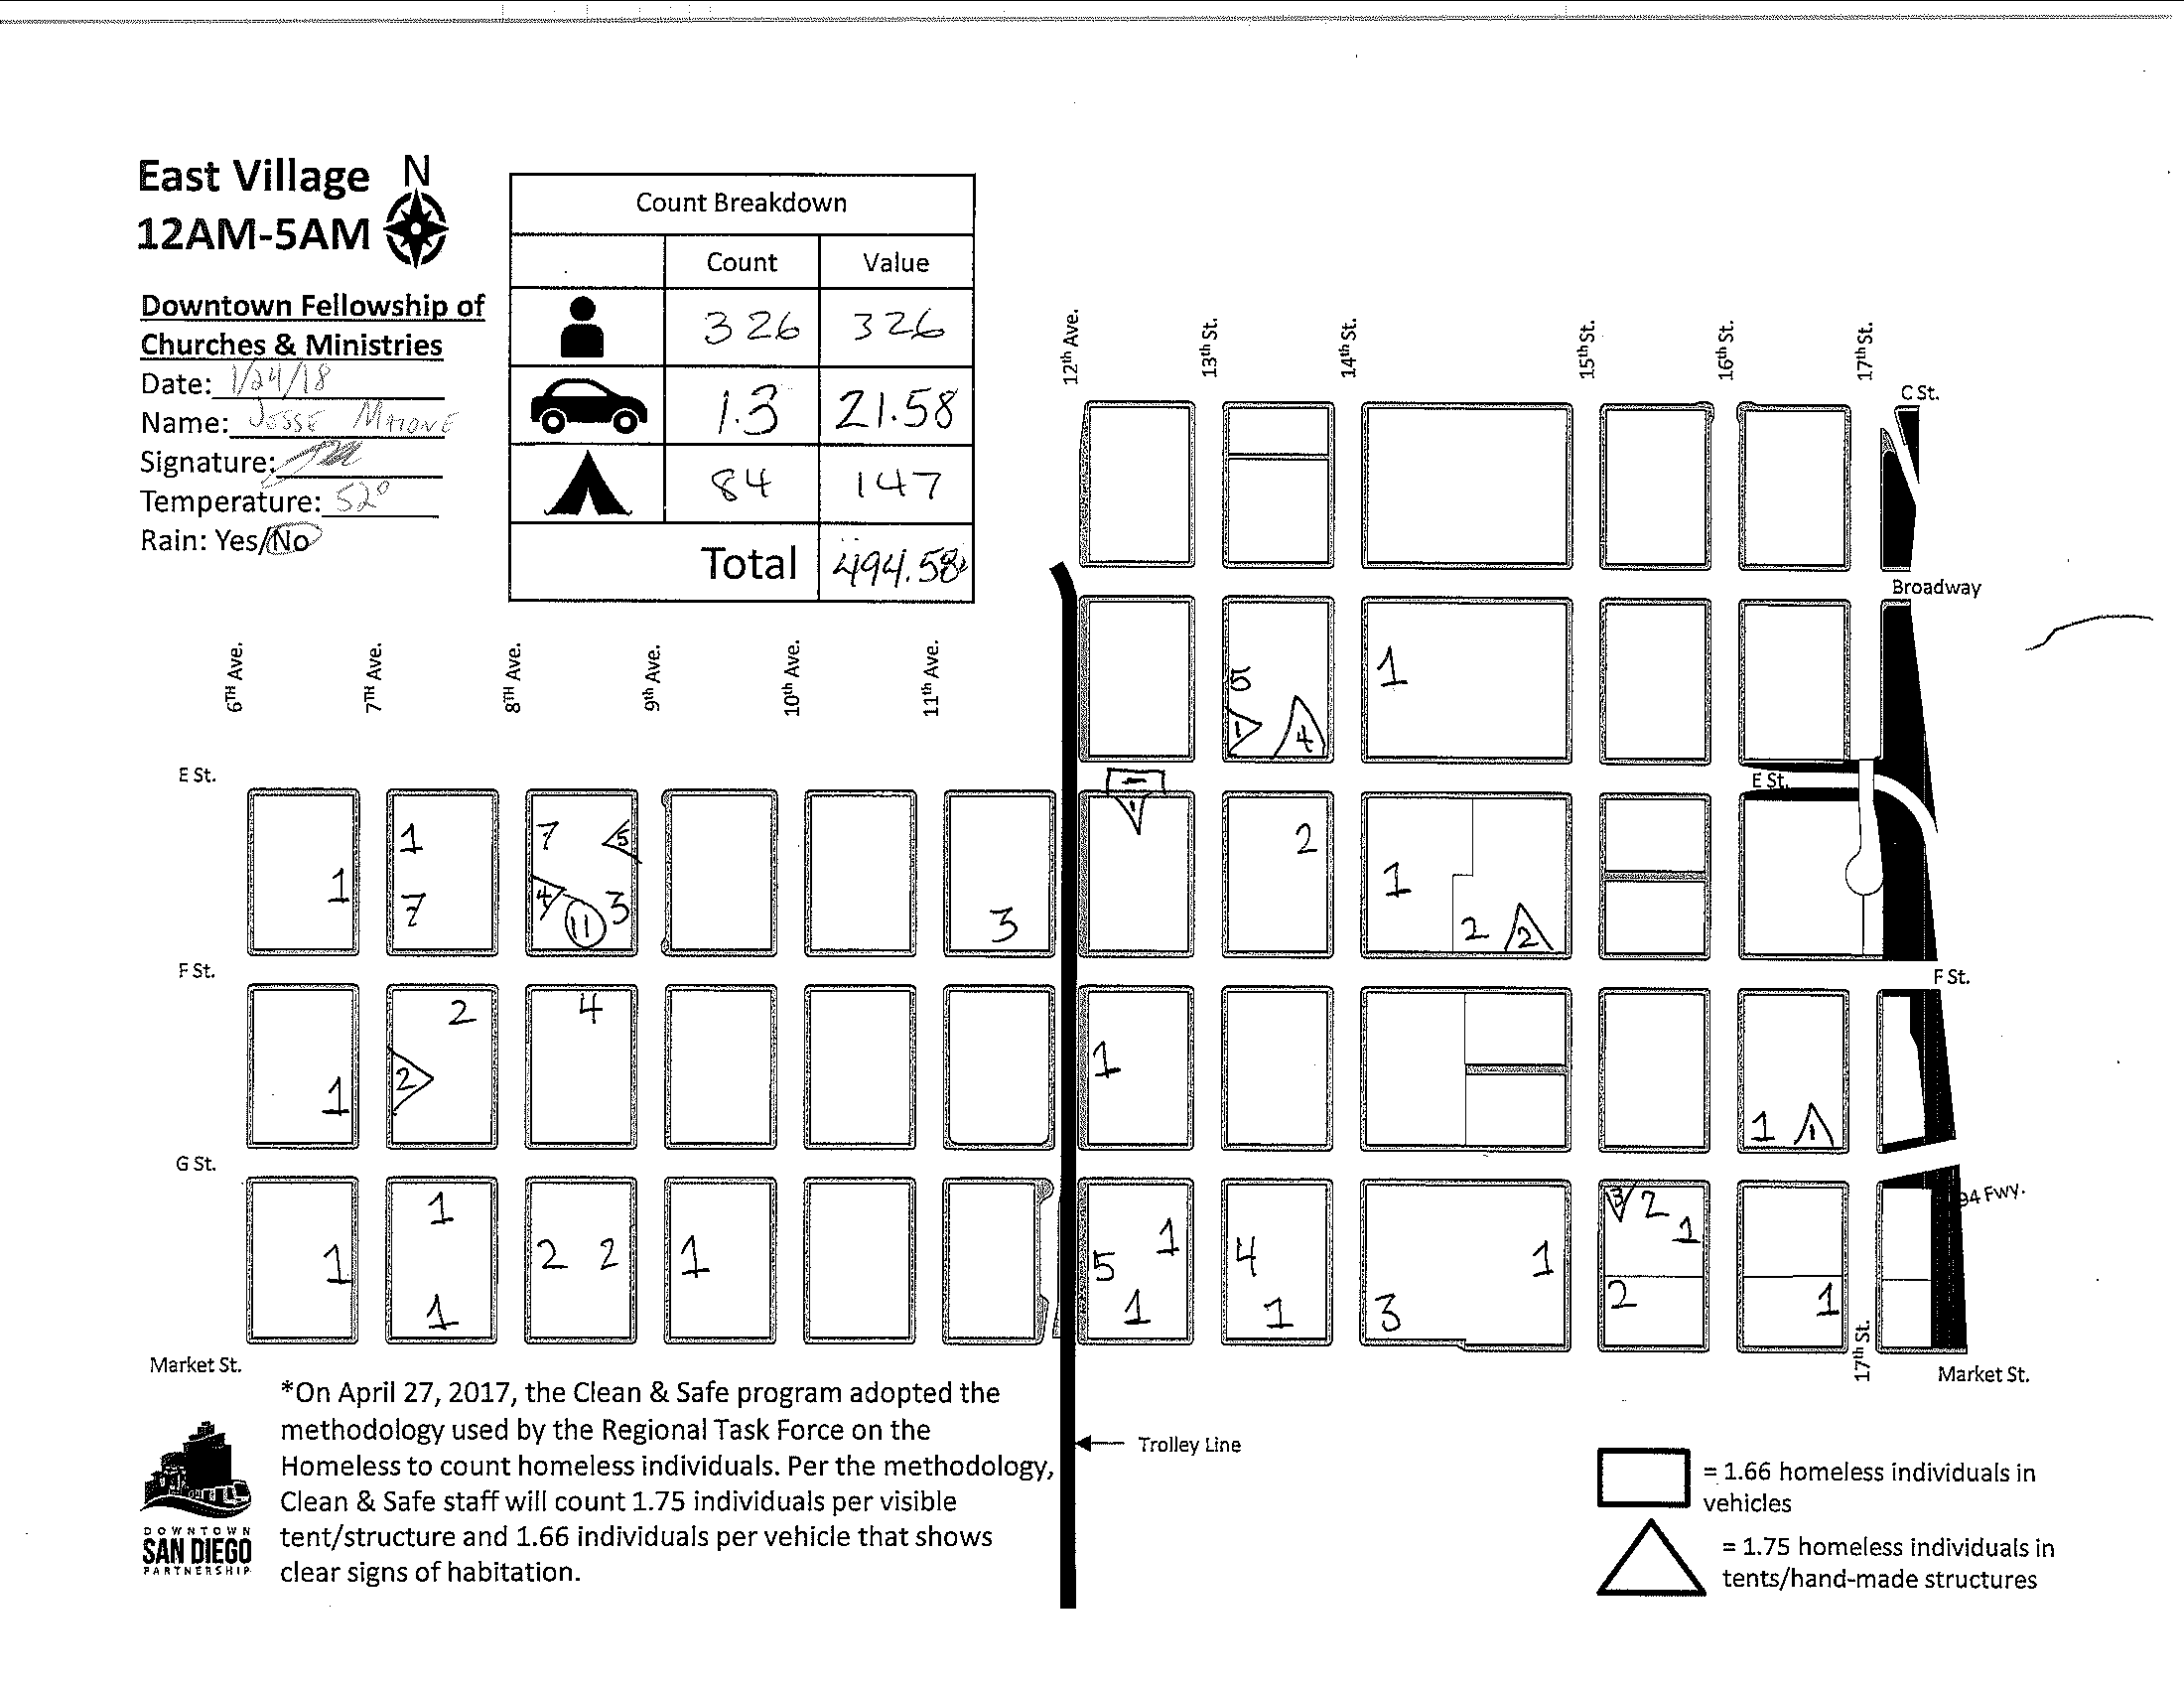 East Village N
12AM-5AM
Downtown Fellowship of
Churches & Ministries
Date: 1/24/18
Name: Jesse Malone
Signature:
Temperature: 52°
Rain: Yes/No
Count Breakdown
Count Value
326 326
1.3 21.58
84 147
Total 494.58
12th Ave.
13th St.
14th St.
15th St.
16th St.
17th St.
C St.
Broadway
6TH Ave.
7TH Ave.
8TH Ave.
9th Ave.
10th Ave.
11th Ave.
5 1
1 4
E St.
E St.
1 7 5 1
1 2
1 1
7 4 11 3 3 2 2
F St.
F St.
2 4
1
2
1 1 1
G St.
94 Fwy.
3 2
1 1 1
1 2 2 1 5 4 1
2 1
1 1 1 3
17th St.
Market St.
Market St.
*On April 27, 2017, the Clean & Safe program adopted the
methodology used by the Regional Task Force on the
Homeless to count homeless individuals. Per the methodology,
Clean & Safe staff will count 1.75 individuals per visible
tent/structure and 1.66 individuals per vehicle that shows
clear signs of habitation.
Trolley Line
DOWNTOWN
SAN DIEGO
PARTNERSHIP
= 1.66 homeless individuals in
vehicles
= 1.75 homeless individuals in
tents/hand-made structures